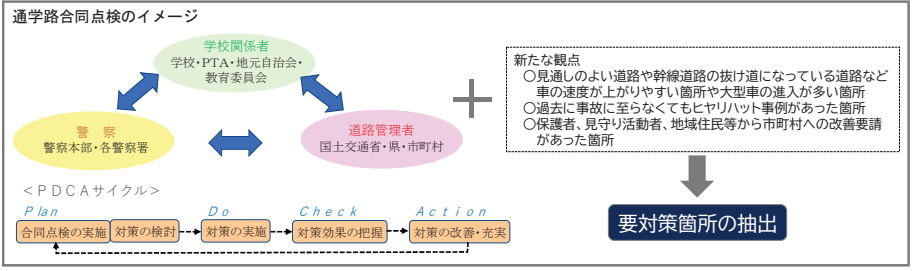 通学路合同点検のイメージ
学校関係者
学校・PTA・地元自治会・
教育委員会
警 察
警察本部・各警察署
道路管理者
国土交通省・県・市町村
＋
新たな観点
○見通しのよい道路や幹線道路の抜け道になっている道路など
車の速度が上がりやすい箇所や大型車の進入が多い箇所
○過去に事故に至らなくてもヒヤリハット事例があった箇所
○保護者、見守り活動者、地域住民等から市町村への改善要請
があった箇所
要対策箇所の抽出
＜ＰＤＣＡサイクル＞
Plan
Do
Check
Action
合同点検の実施
対策の検討
対策の実施
対策効果の把握
対策の改善・充実